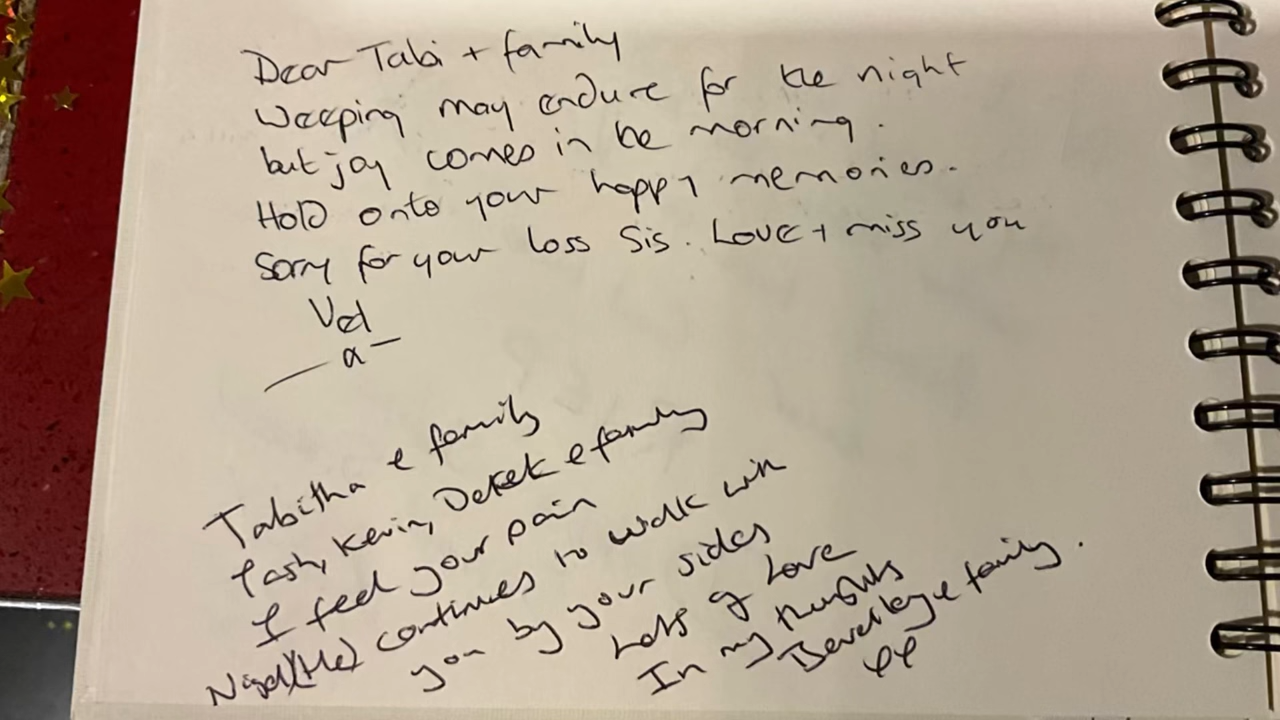 Dear Tabi + family
Weeping may endure for the night
but joy comes in the morning.
Hold onto your happy memories.
Sorry for your loss Sis. Love + miss you
Vel
x
Tabitha & family
Tash, Kevin, Derek & family
I feel your pain
Nigel (He) continues to walk with
you by your sides
Lots of Love
In my thoughts
Beverley & family.